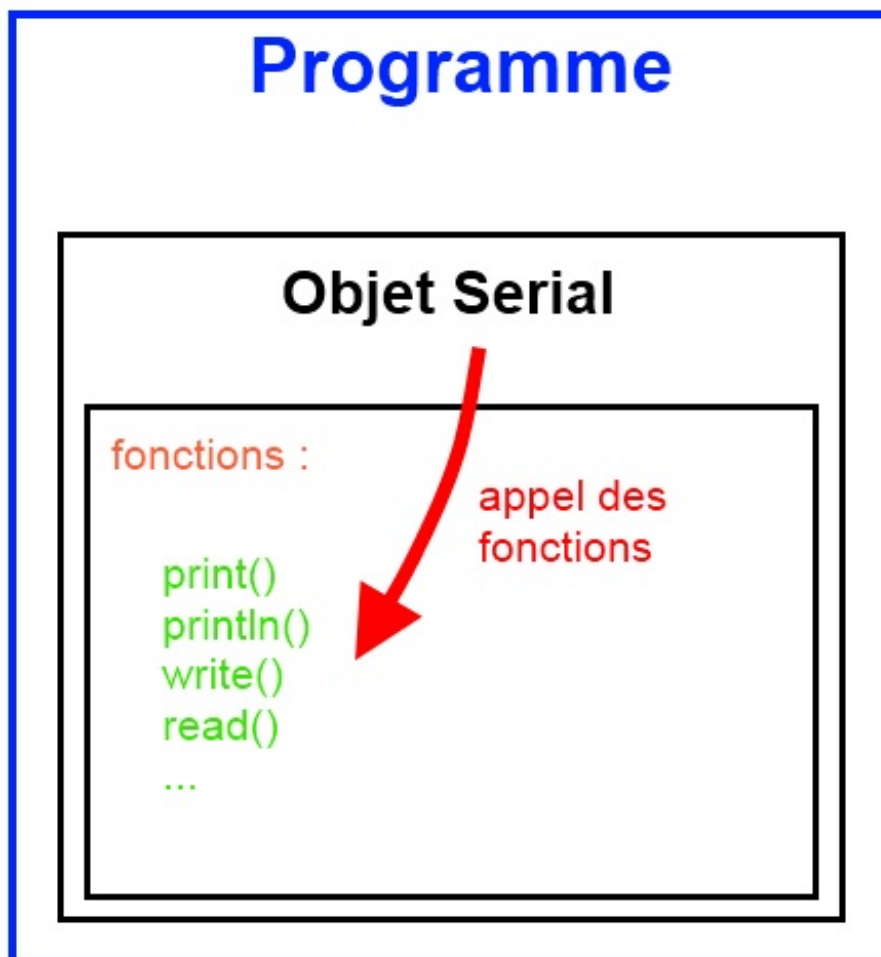 Programme
Objet Serial
fonctions :
appel des
fonctions
print()
println()
write()
read()
...